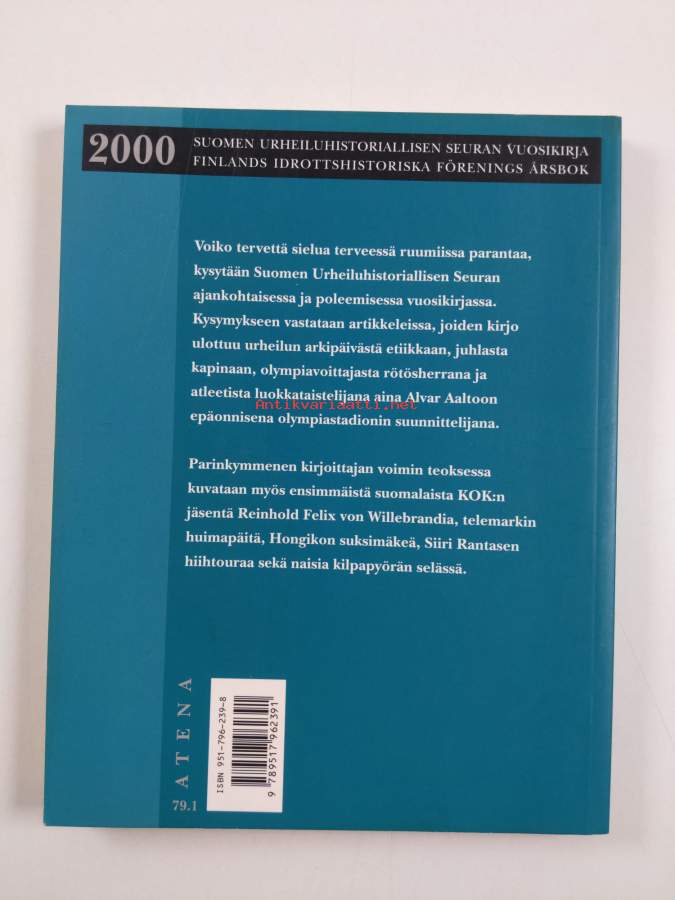 2000 SUOMEN URHEILUHISTORIALLISEN SEURAN VUOSIKIRJA
FINLANDS IDROTTSHISTORISKA FÖRENINGS ÅRSBOK
Voiko tervettä sielua terveessä ruumiissa parantaa,
kysytään Suomen Urheiluhistoriallisen Seuran
ajankohtaisessa ja poleemisessa vuosikirjassa.
Kysymykseen vastataan artikkeleissa, joiden kirjo
ulottuu urheilun arkipäivästä etiikkaan, juhlasta
kapinaan, olympiavoittajasta rötösherrana ja
atleetista luokkataistelijana aina Alvar Aaltoon
epäonnisena olympiastadionin suunnittelijana.
Antikvariaatti.net
Parinkymmenen kirjoittajan voimin teoksessa
kuvataan myös ensimmäistä suomalaista KOK:n
jäsentä Reinhold Felix von Willebrandia, telemarkin
huimapäitä, Hongikon suksimäkeä, Siiri Rantasen
hiihtouraa sekä naisia kilpapyörän selässä.
ATENA
79.1
ISBN 951-796-239-8
9 789517 962391